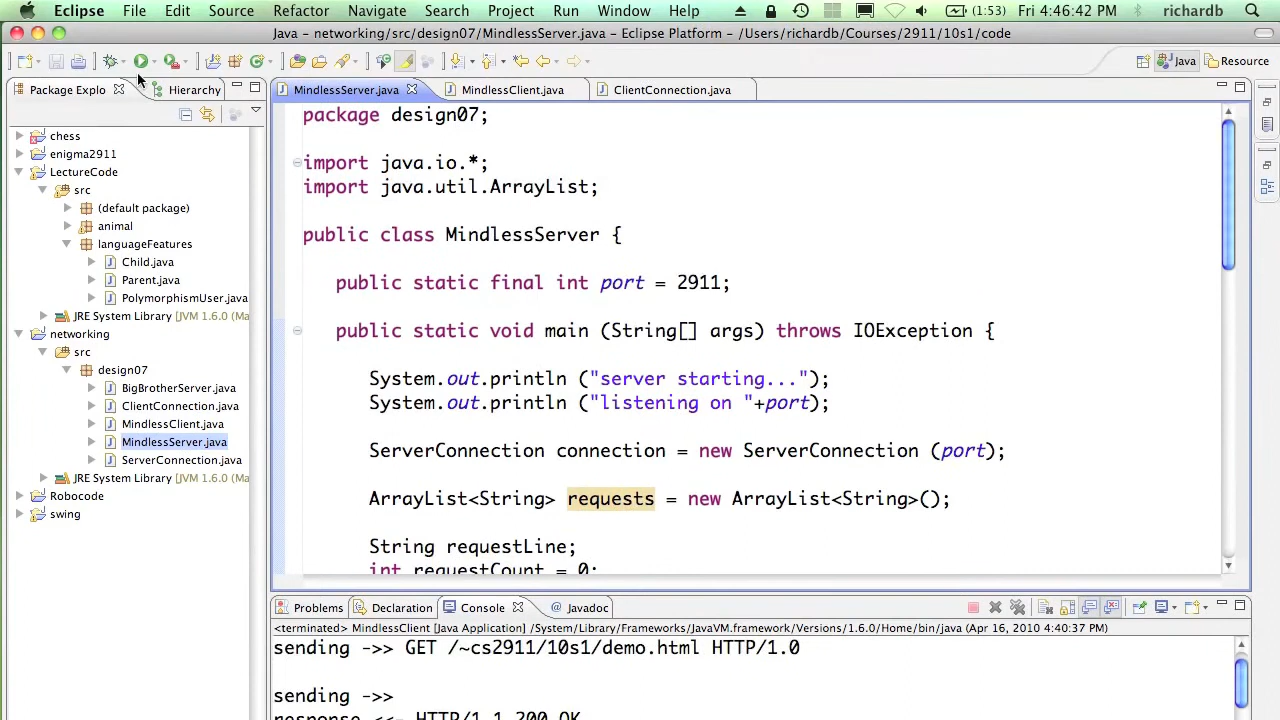 Eclipse File Edit Source Refactor Navigate Search Project Run Window Help (1:53) Fri 4:46:42 PM richardb
Java - networking/src/design07/MindlessServer.java - Eclipse Platform - /Users/richardb/Courses/2911/10s1/code
Java Resource
Package Explo Hierarchy
MindlessServer.java MindlessClient.java ClientConnection.java
chess
enigma2911
LectureCode
src
(default package)
animal
languageFeatures
Child.java
Parent.java
PolymorphismUser.java
JRE System Library [JVM 1.6.0 (Ma
networking
src
design07
BigBrotherServer.java
ClientConnection.java
MindlessClient.java
MindlessServer.java
ServerConnection.java
JRE System Library [JVM 1.6.0 (Ma
Robocode
swing
package design07;
import java.io.*;
import java.util.ArrayList;
public class MindlessServer {
public static final int port = 2911;
public static void main (String[] args) throws IOException {
System.out.println ("server starting...");
System.out.println ("listening on "+port);
ServerConnection connection = new ServerConnection (port);
ArrayList<String> requests = new ArrayList<String>();
String requestLine;
int requestCount = 0;
Problems Declaration Console Javadoc
<terminated> MindlessClient [Java Application] /System/Library/Frameworks/JavaVM.framework/Versions/1.6.0/Home/bin/java (Apr 16, 2010 4:40:37 PM)
sending ->> GET /~cs2911/10s1/demo.html HTTP/1.0
sending ->>
response <<- HTTP/1.1 200 OK